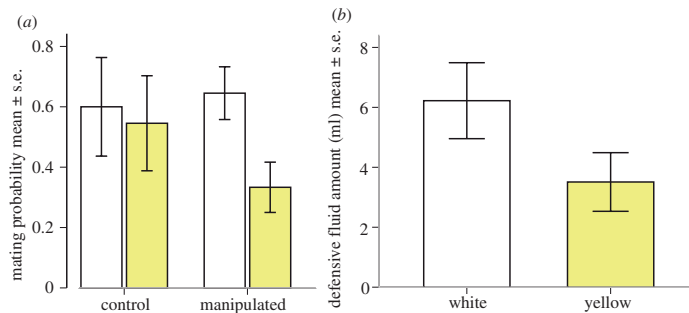 (a)
mating probability mean ± s.e.
0.8
0.6
0.4
0.2
0
control manipulated
(b)
defensive fluid amount (ml) mean ± s.e.
8
6
4
2
0
white yellow